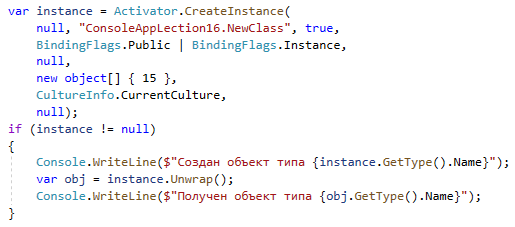 var instance = Activator.CreateInstance(
null, "ConsoleAppLection16.NewClass", true,
BindingFlags.Public | BindingFlags.Instance,
null,
new object[] { 15 },
CultureInfo.CurrentCulture,
null);
if (instance != null)
{
Console.WriteLine($"Создан объект типа {instance.GetType().Name}");
var obj = instance.Unwrap();
Console.WriteLine($"Получен объект типа {obj.GetType().Name}");
}